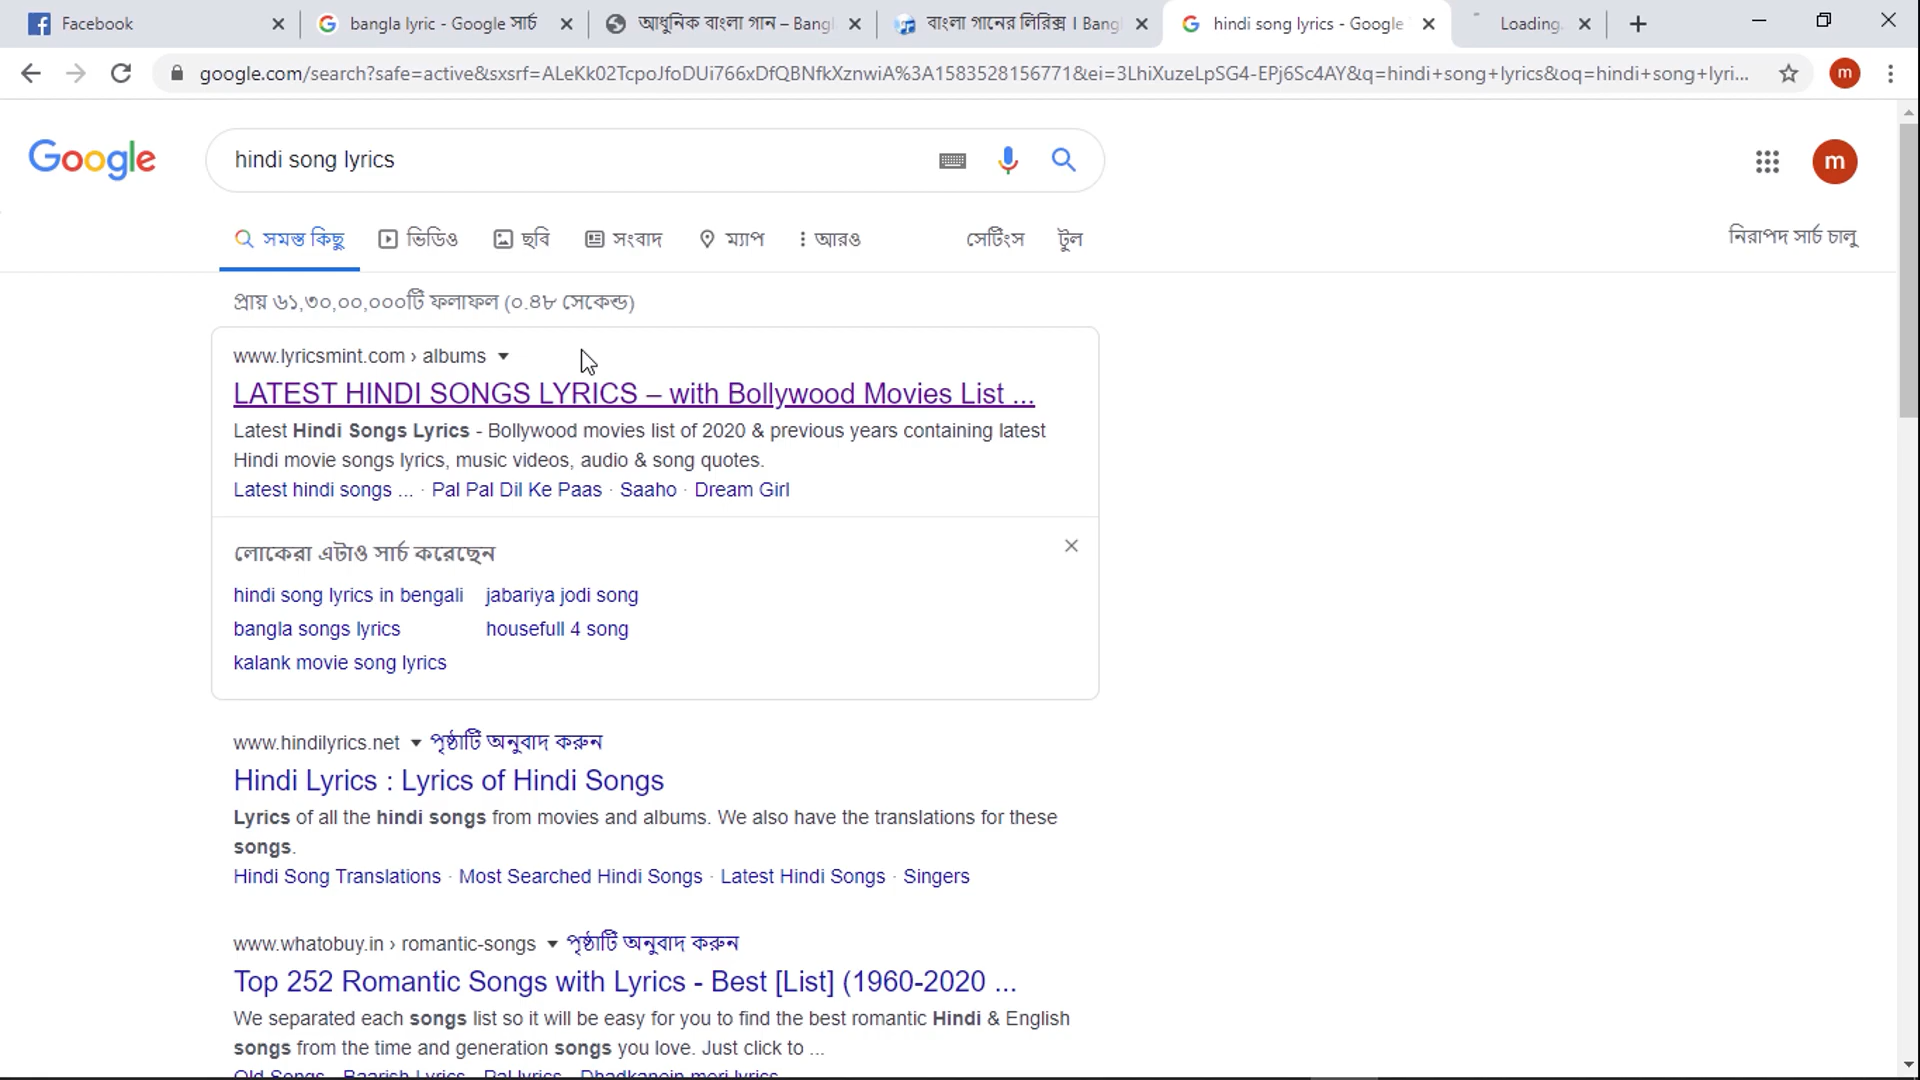 Facebook
bangla lyric - Google সার্চ
আধুনিক বাংলা গান – Bangl
বাংলা গানের লিরিক্স । Bangl
hindi song lyrics - Google
Loading
google.com/search?safe=active&sxsrf=ALeKk02TcpoJfoDUi766xDfQBNfkXznwiA%3A1583528156771&ei=3LhiXuzeLpSG4-EPj6Sc4AY&q=hindi+song+lyrics&oq=hindi+song+lyri...
m
Google
hindi song lyrics
m
সমস্ত কিছু
ভিডিও
ছবি
সংবাদ
ম্যাপ
আরও
সেটিংস
টুল
নিরাপদ সার্চ চালু
প্রায় ৬১,৩০,০০,০০০টি ফলাফল (০.৪৮ সেকেন্ড)
www.lyricsmint.com › albums
LATEST HINDI SONGS LYRICS – with Bollywood Movies List ...
Latest Hindi Songs Lyrics - Bollywood movies list of 2020 & previous years containing latest
Hindi movie songs lyrics, music videos, audio & song quotes.
Latest hindi songs ... · Pal Pal Dil Ke Paas · Saaho · Dream Girl
লোকেরা এটাও সার্চ করেছেন
hindi song lyrics in bengali
jabariya jodi song
bangla songs lyrics
housefull 4 song
kalank movie song lyrics
www.hindilyrics.net
পৃষ্ঠাটি অনুবাদ করুন
Hindi Lyrics : Lyrics of Hindi Songs
Lyrics of all the hindi songs from movies and albums. We also have the translations for these
songs.
Hindi Song Translations · Most Searched Hindi Songs · Latest Hindi Songs · Singers
www.whatobuy.in › romantic-songs
পৃষ্ঠাটি অনুবাদ করুন
Top 252 Romantic Songs with Lyrics - Best [List] (1960-2020 ...
We separated each songs list so it will be easy for you to find the best romantic Hindi & English
songs from the time and generation songs you love. Just click to ...
Old Songs · Baarish Lyrics · Pal lyrics · Dhadkanein meri lyrics